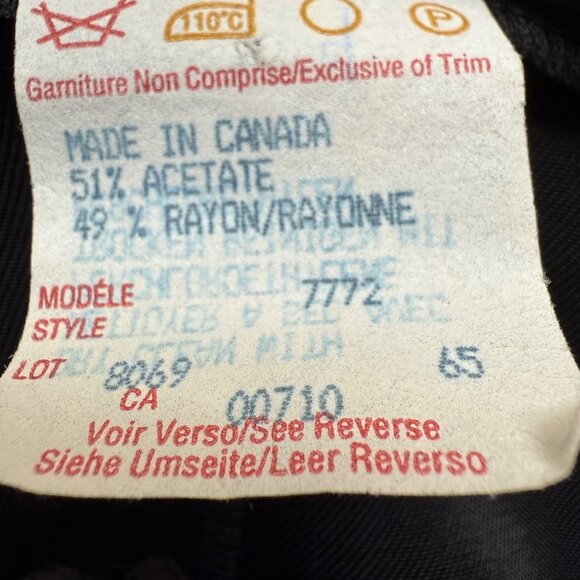 110°C
P
Garniture Non Comprise/Exclusive of Trim
MADE IN CANADA
51% ACETATE
49 % RAYON/RAYONNE
MODÉLE 7772
STYLE
LOT 8069 65
CA 00710
Voir Verso/See Reverse
Siehe Umseite/Leer Reverso